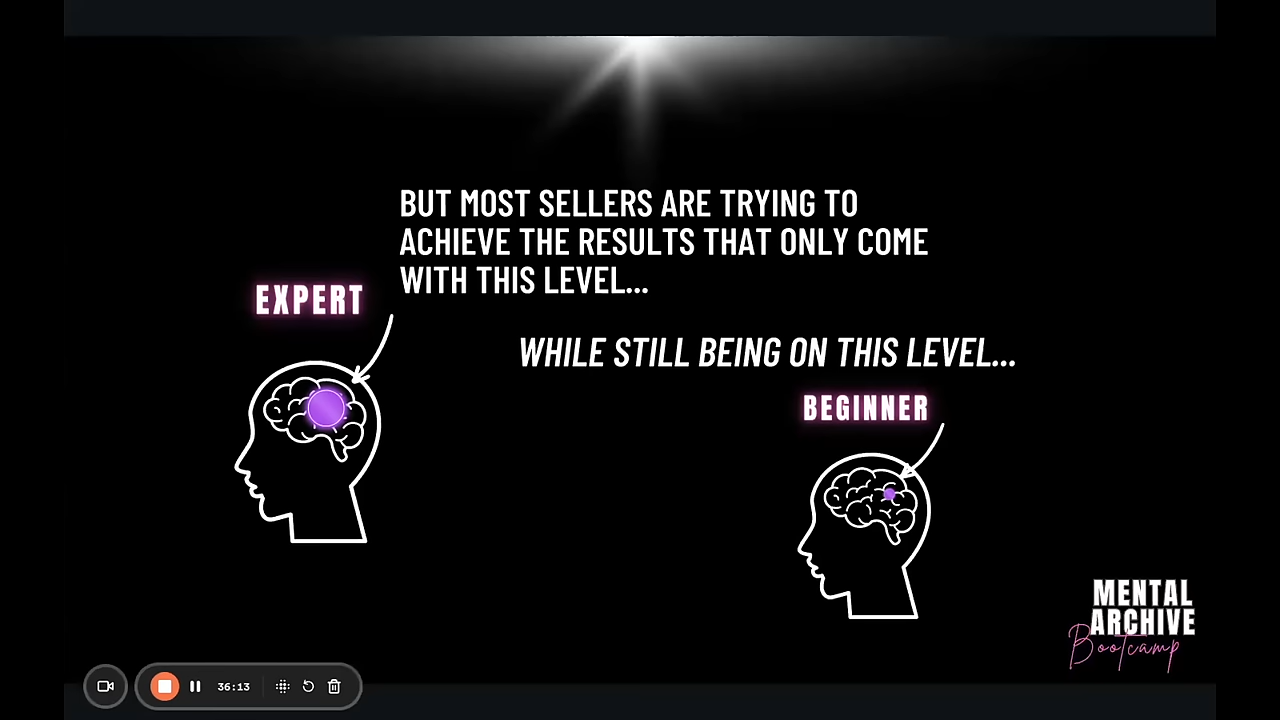 BUT MOST SELLERS ARE TRYING TO
ACHIEVE THE RESULTS THAT ONLY COME
WITH THIS LEVEL...
EXPERT
WHILE STILL BEING ON THIS LEVEL...
BEGINNER
MENTAL
ARCHIVE
Bootcamp
36:13